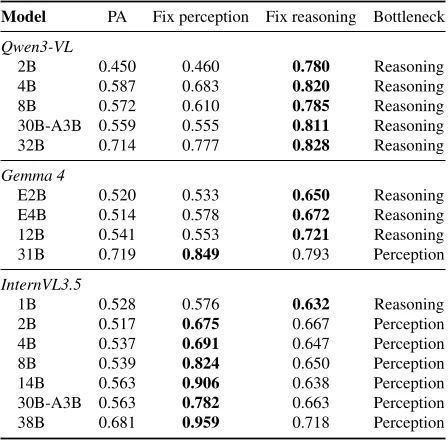 Model PA Fix perception Fix reasoning Bottleneck
Qwen3-VL
2B 0.450 0.460 0.780 Reasoning
4B 0.587 0.683 0.820 Reasoning
8B 0.572 0.610 0.785 Reasoning
30B-A3B 0.559 0.555 0.811 Reasoning
32B 0.714 0.777 0.828 Reasoning
Gemma 4
E2B 0.520 0.533 0.650 Reasoning
E4B 0.514 0.578 0.672 Reasoning
12B 0.541 0.553 0.721 Reasoning
31B 0.719 0.849 0.793 Perception
InternVL3.5
1B 0.528 0.576 0.632 Reasoning
2B 0.517 0.675 0.667 Perception
4B 0.537 0.691 0.647 Perception
8B 0.539 0.824 0.650 Perception
14B 0.563 0.906 0.638 Perception
30B-A3B 0.563 0.782 0.663 Perception
38B 0.681 0.959 0.718 Perception